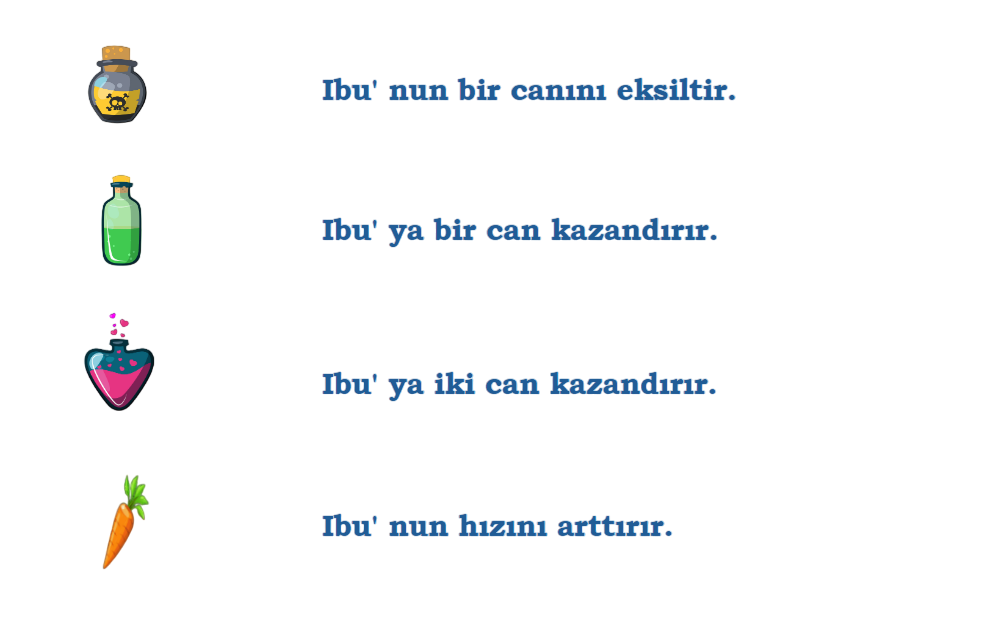 Ibu' nun bir canını eksiltir.
Ibu' ya bir can kazandırır.
Ibu' ya iki can kazandırır.
Ibu' nun hızını arttırır.